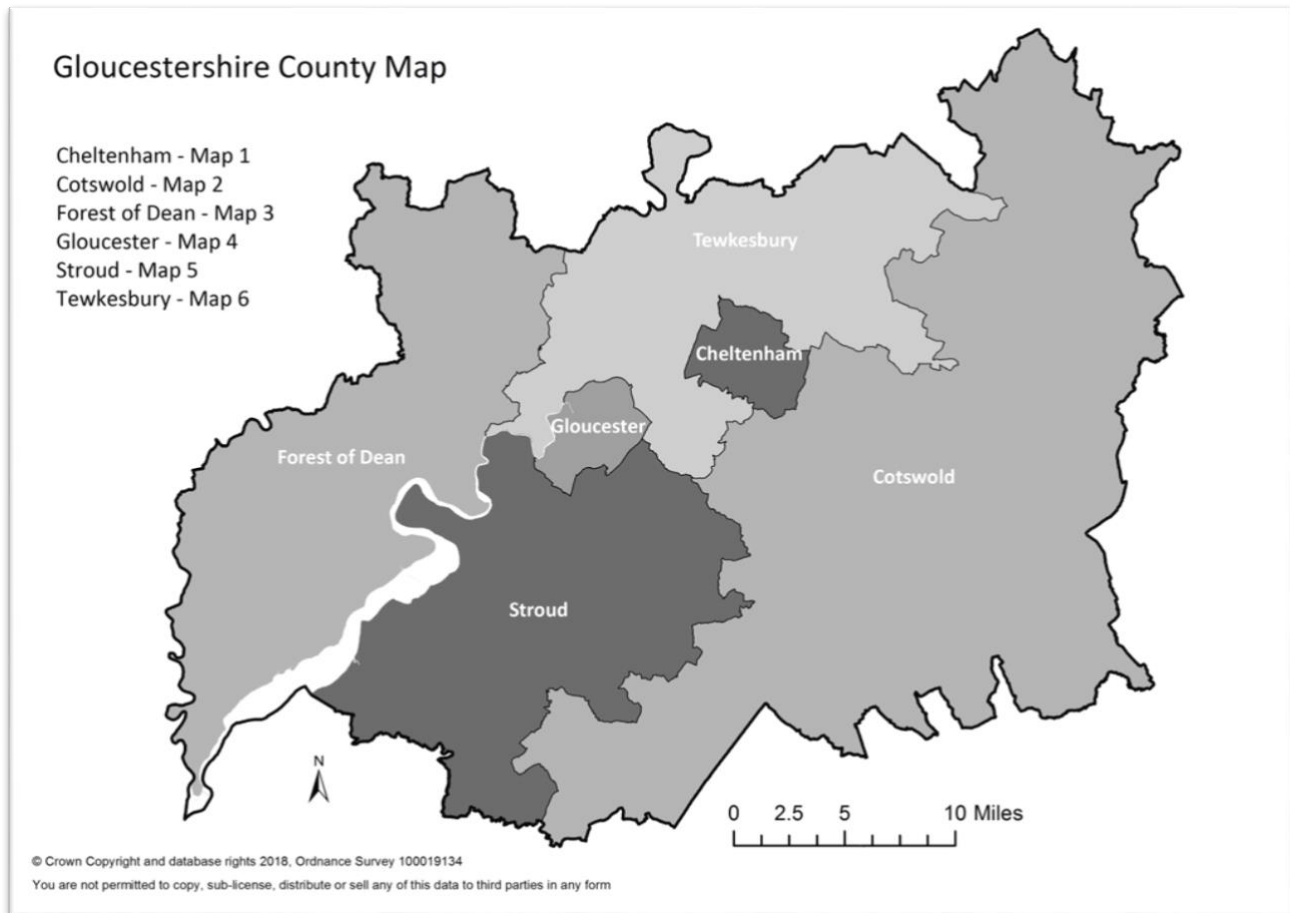 Gloucestershire County Map
Cheltenham - Map 1
Cotswold - Map 2
Forest of Dean - Map 3
Gloucester - Map 4
Stroud - Map 5
Tewkesbury - Map 6
Tewkesbury
Cheltenham
Gloucester
Forest of Dean
Cotswold
Stroud
N
0 2.5 5 10 Miles
© Crown Copyright and database rights 2018, Ordnance Survey 100019134
You are not permitted to copy, sub-license, distribute or sell any of this data to third parties in any form